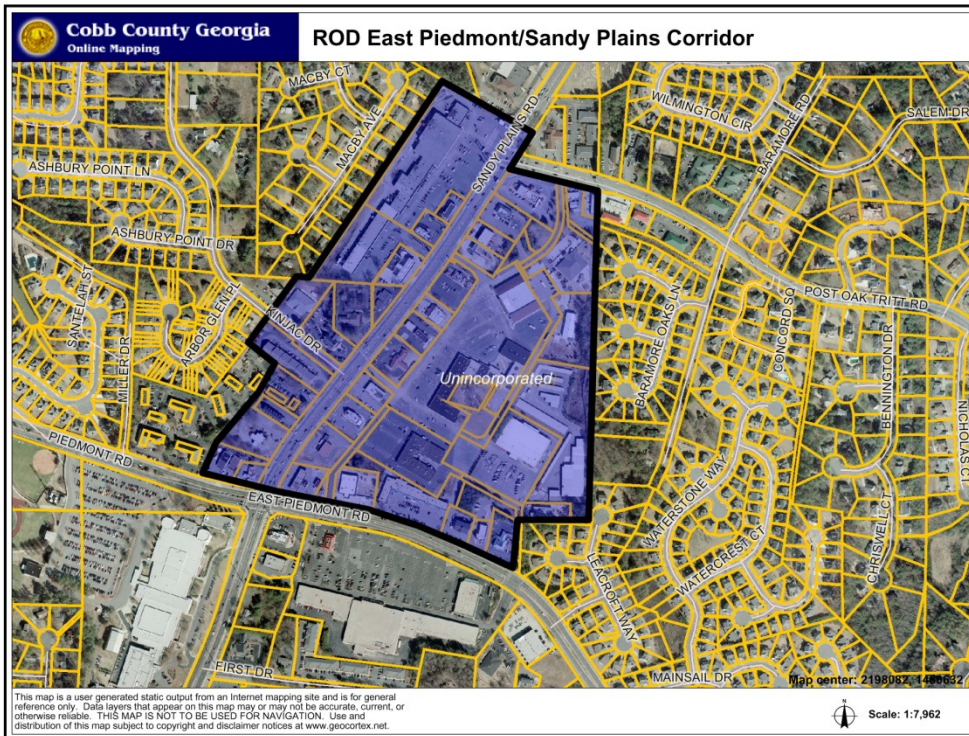 Cobb County Georgia
Online Mapping
ROD East Piedmont/Sandy Plains Corridor
MACBY CT
MACBY AVE
SANDY PLAINS RD
WILMINGTON CIR
BARAMORE RD
SALEM DR
ASHBURY POINT LN
ASHBURY POINT DR
SANTELAH ST
MILLER DR
ARBOR GLEN PL
KINJAC DR
BARAMORE OAKS LN
CONCORD SQ
POST OAK TRITT RD
BENNINGTON DR
NICHOLAS CT
Unincorporated
PIEDMONT RD
EAST PIEDMONT RD
WATERSTONE WAY
WATERCREST CT
CHRISWELL CT
LEACROFT WAY
FIRST DR
MAINSAIL DR
This map is a user generated static output from an Internet mapping site and is for general
reference only. Data layers that appear on this map may or may not be accurate, current, or
otherwise reliable. THIS MAP IS NOT TO BE USED FOR NAVIGATION. Use and
distribution of this map subject to copyright and disclaimer notices at www.geocortex.net.
N
Scale: 1:7,962